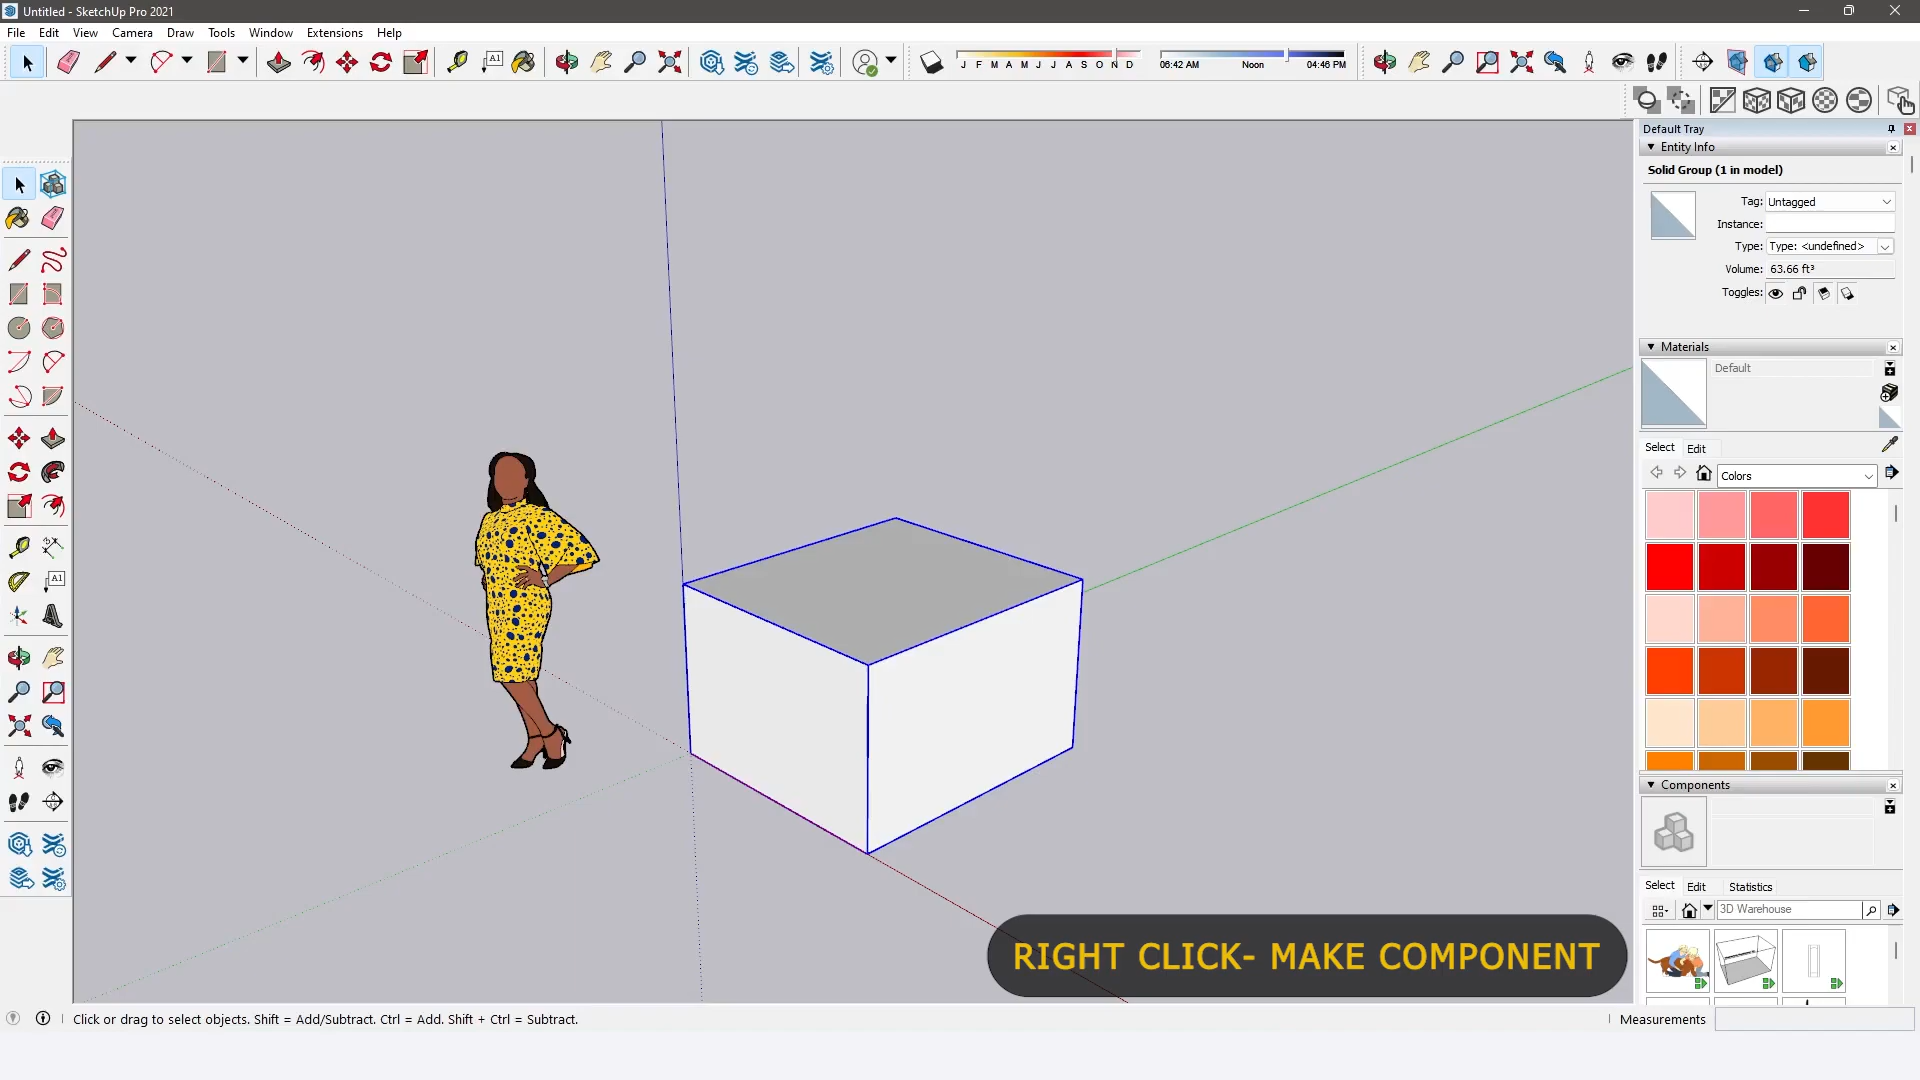 Untitled - SketchUp Pro 2021
File Edit View Camera Draw Tools Window Extensions Help
A1
J F M A M J J A S O N D
06:42 AM Noon 04:46 PM
Default Tray
Entity Info
Solid Group (1 in model)
Tag: Untagged
Instance:
Type: Type: <undefined>
Volume: 63.66 ft³
Toggles:
Materials
Default
Select Edit
Colors
A1
Components
Select Edit Statistics
3D Warehouse
RIGHT CLICK- MAKE COMPONENT
Click or drag to select objects. Shift = Add/Subtract. Ctrl = Add. Shift + Ctrl = Subtract.
Measurements